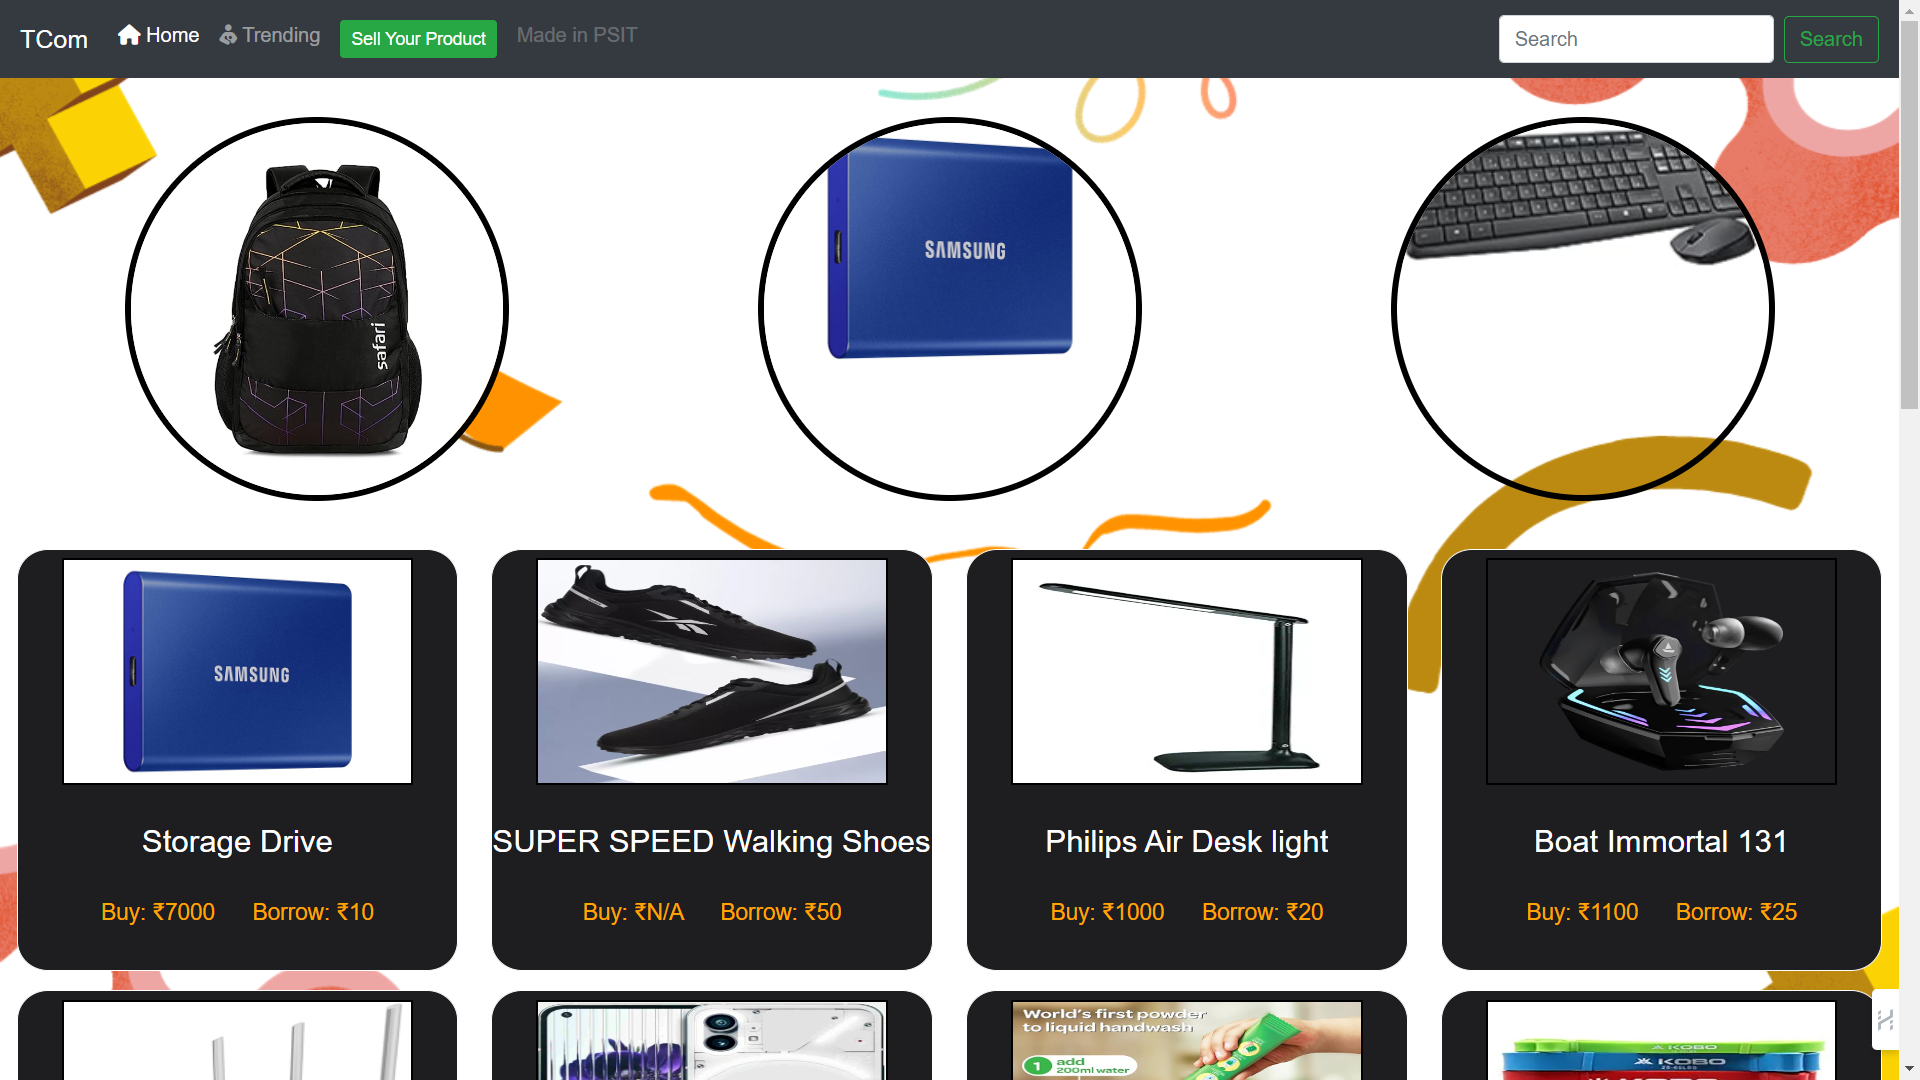 TCom
Home
Trending
Sell Your Product
Made in PSIT
Search
Search
safari
SAMSUNG
SAMSUNG
Storage Drive
Buy: ₹7000 Borrow: ₹10
SUPER SPEED Walking Shoes
Buy: ₹N/A Borrow: ₹50
Philips Air Desk light
Buy: ₹1000 Borrow: ₹20
Boat Immortal 131
Buy: ₹1100 Borrow: ₹25
World's first powder
to liquid handwash
1 add
200ml water
KOBO
KOBO